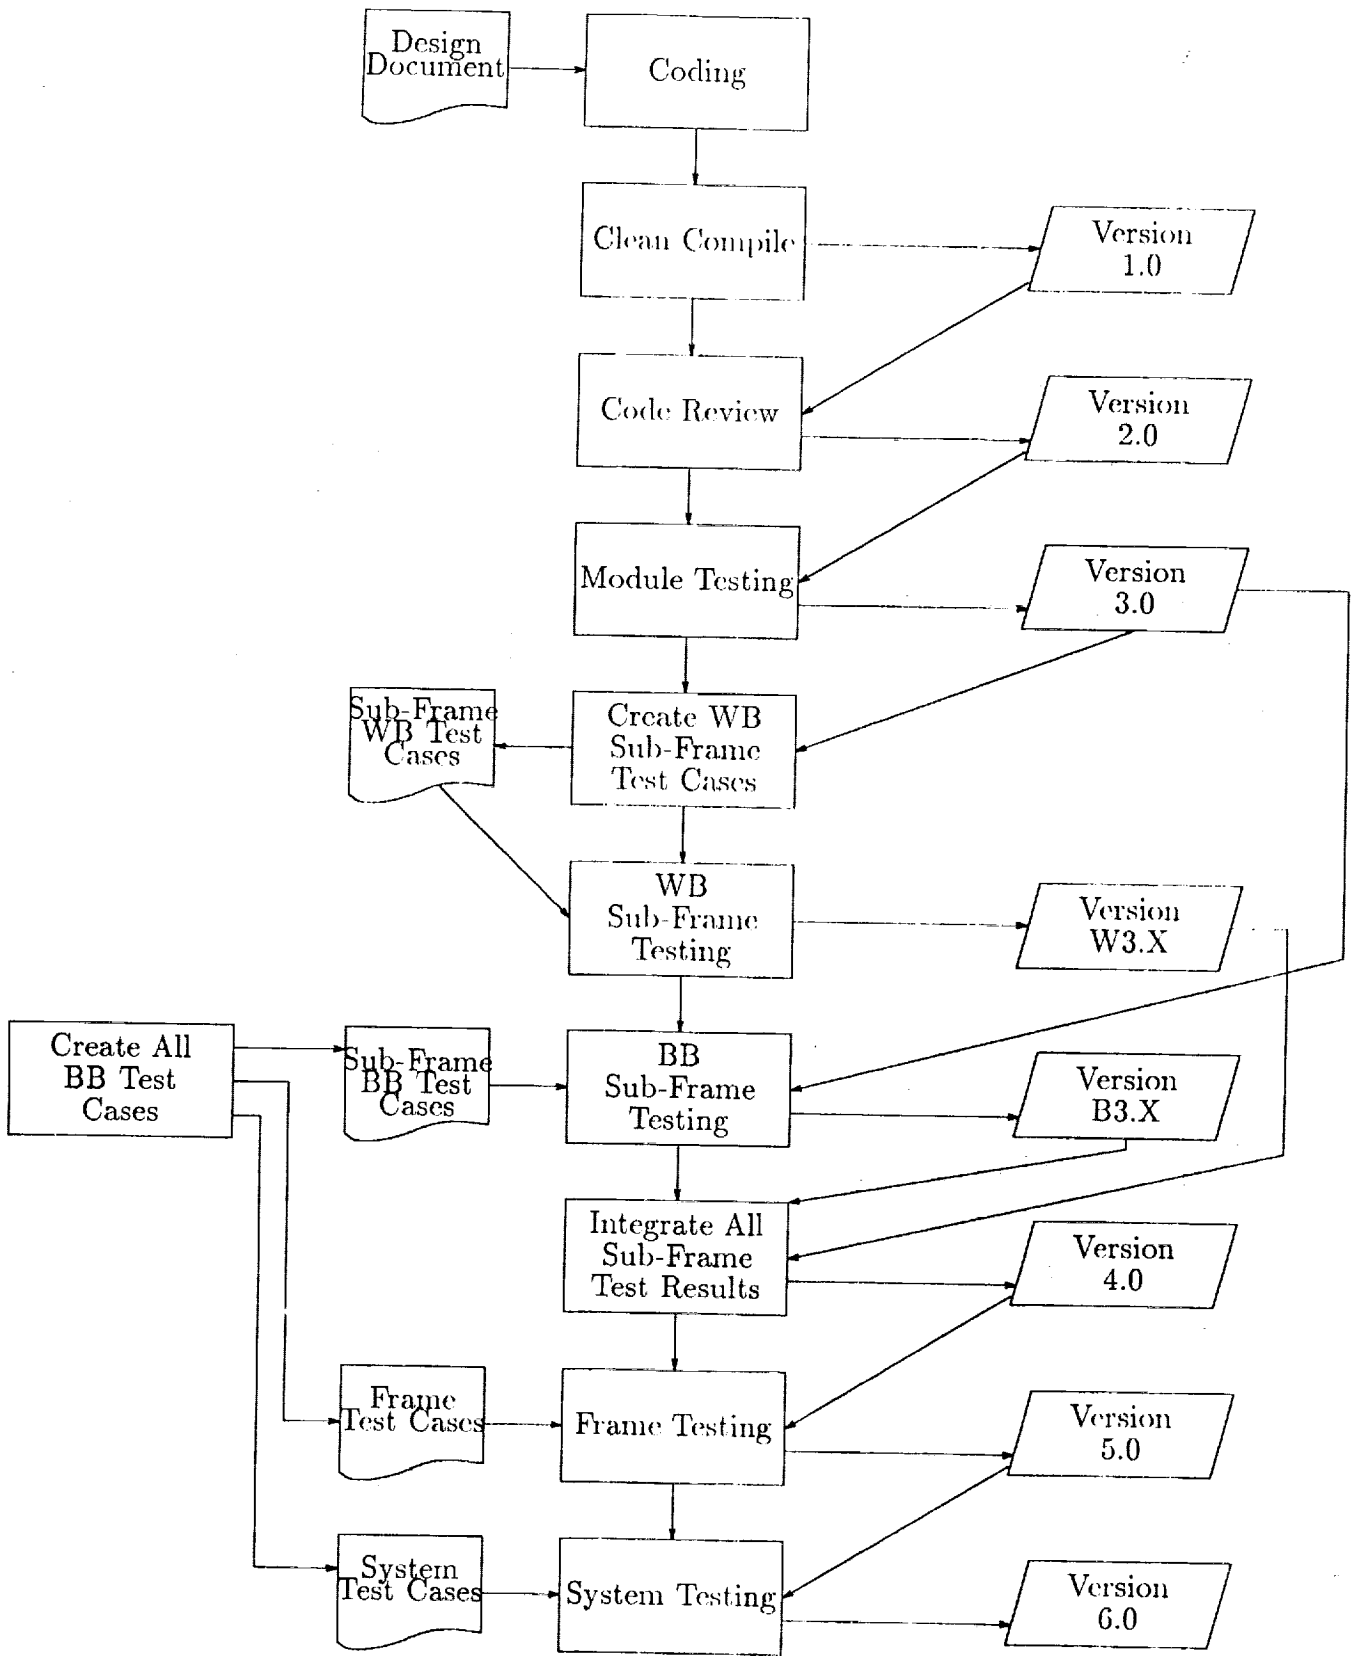 Design
Document
Coding
Clean Compile
Version
1.0
Code Review
Version
2.0
Module Testing
Version
3.0
Sub-Frame
WB Test
Cases
Create WB
Sub-Frame
Test Cases
WB
Sub-Frame
Testing
Version
W3.X
Create All
BB Test
Cases
Sub-Frame
BB Test
Cases
BB
Sub-Frame
Testing
Version
B3.X
Integrate All
Sub-Frame
Test Results
Version
4.0
Frame
Test Cases
Frame Testing
Version
5.0
System
Test Cases
System Testing
Version
6.0